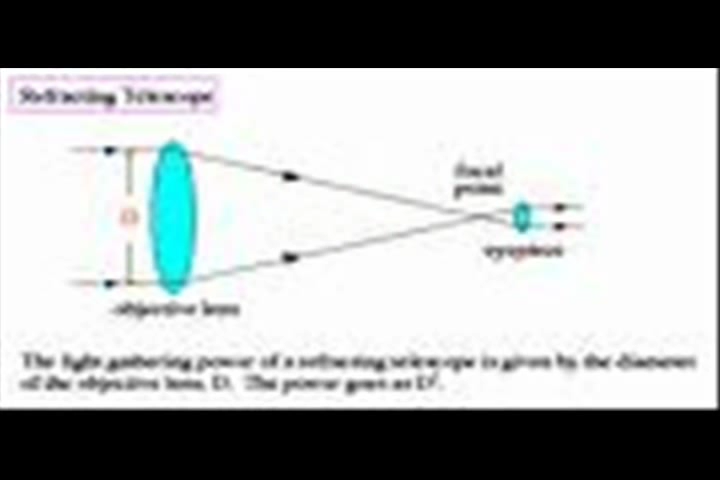 Refracting Telescope
focal
point
D
eyepiece
objective lens
The light gathering power of a refracting telescope is given by the diameter
of the objective lens, D. The power goes as D².